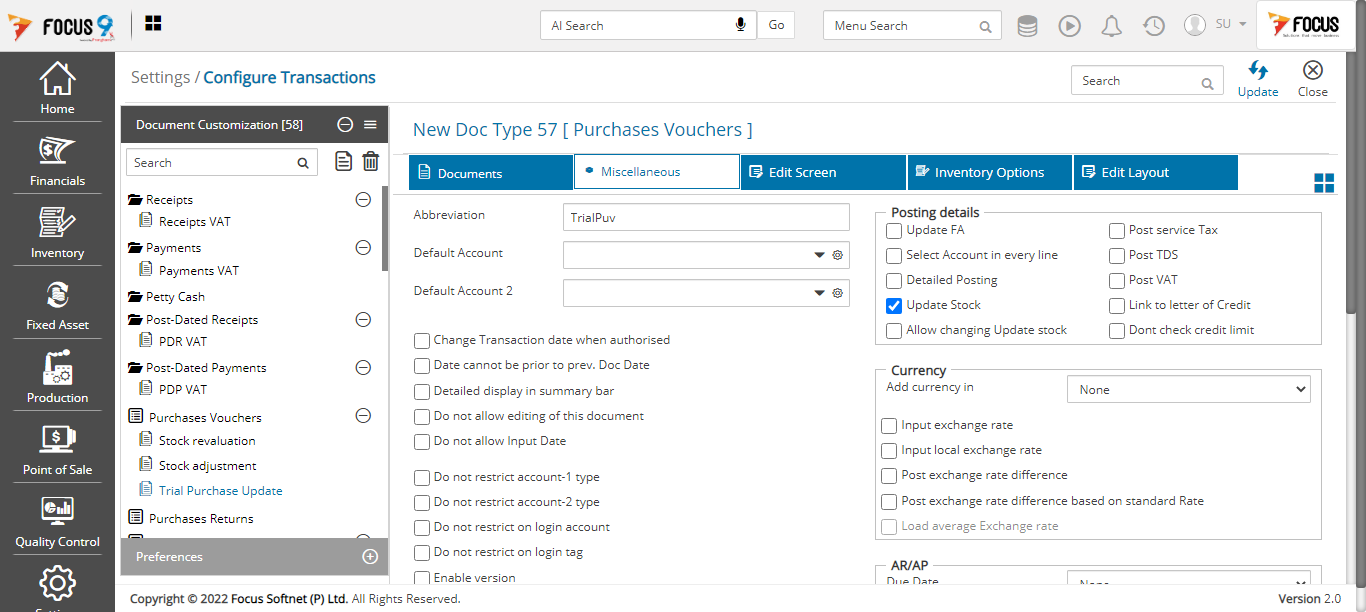 FOCUS 9
AI Search
Go
Menu Search
SU
FOCUS
Home
Financials
Inventory
Fixed Asset
Production
Point of Sale
Quality Control
Settings / Configure Transactions
Search
Update
Close
Document Customization [58]
Search
Receipts
Receipts VAT
Payments
Payments VAT
Petty Cash
Post-Dated Receipts
PDR VAT
Post-Dated Payments
PDP VAT
Purchases Vouchers
Stock revaluation
Stock adjustment
Trial Purchase Update
Purchases Returns
Preferences
New Doc Type 57 [ Purchases Vouchers ]
Documents
Miscellaneous
Edit Screen
Inventory Options
Edit Layout
Abbreviation
TrialPuv
Default Account
Default Account 2
Change Transaction date when authorised
Date cannot be prior to prev. Doc Date
Detailed display in summary bar
Do not allow editing of this document
Do not allow Input Date
Do not restrict account-1 type
Do not restrict account-2 type
Do not restrict on login account
Do not restrict on login tag
Enable version
Posting details
Update FA
Post service Tax
Select Account in every line
Post TDS
Detailed Posting
Post VAT
Update Stock
Link to letter of Credit
Allow changing Update stock
Dont check credit limit
Currency
Add currency in
None
Input exchange rate
Input local exchange rate
Post exchange rate difference
Post exchange rate difference based on standard Rate
Load average Exchange rate
AR/AP
Due Date
None
Copyright © 2022 Focus Softnet (P) Ltd. All Rights Reserved.
Version 2.0